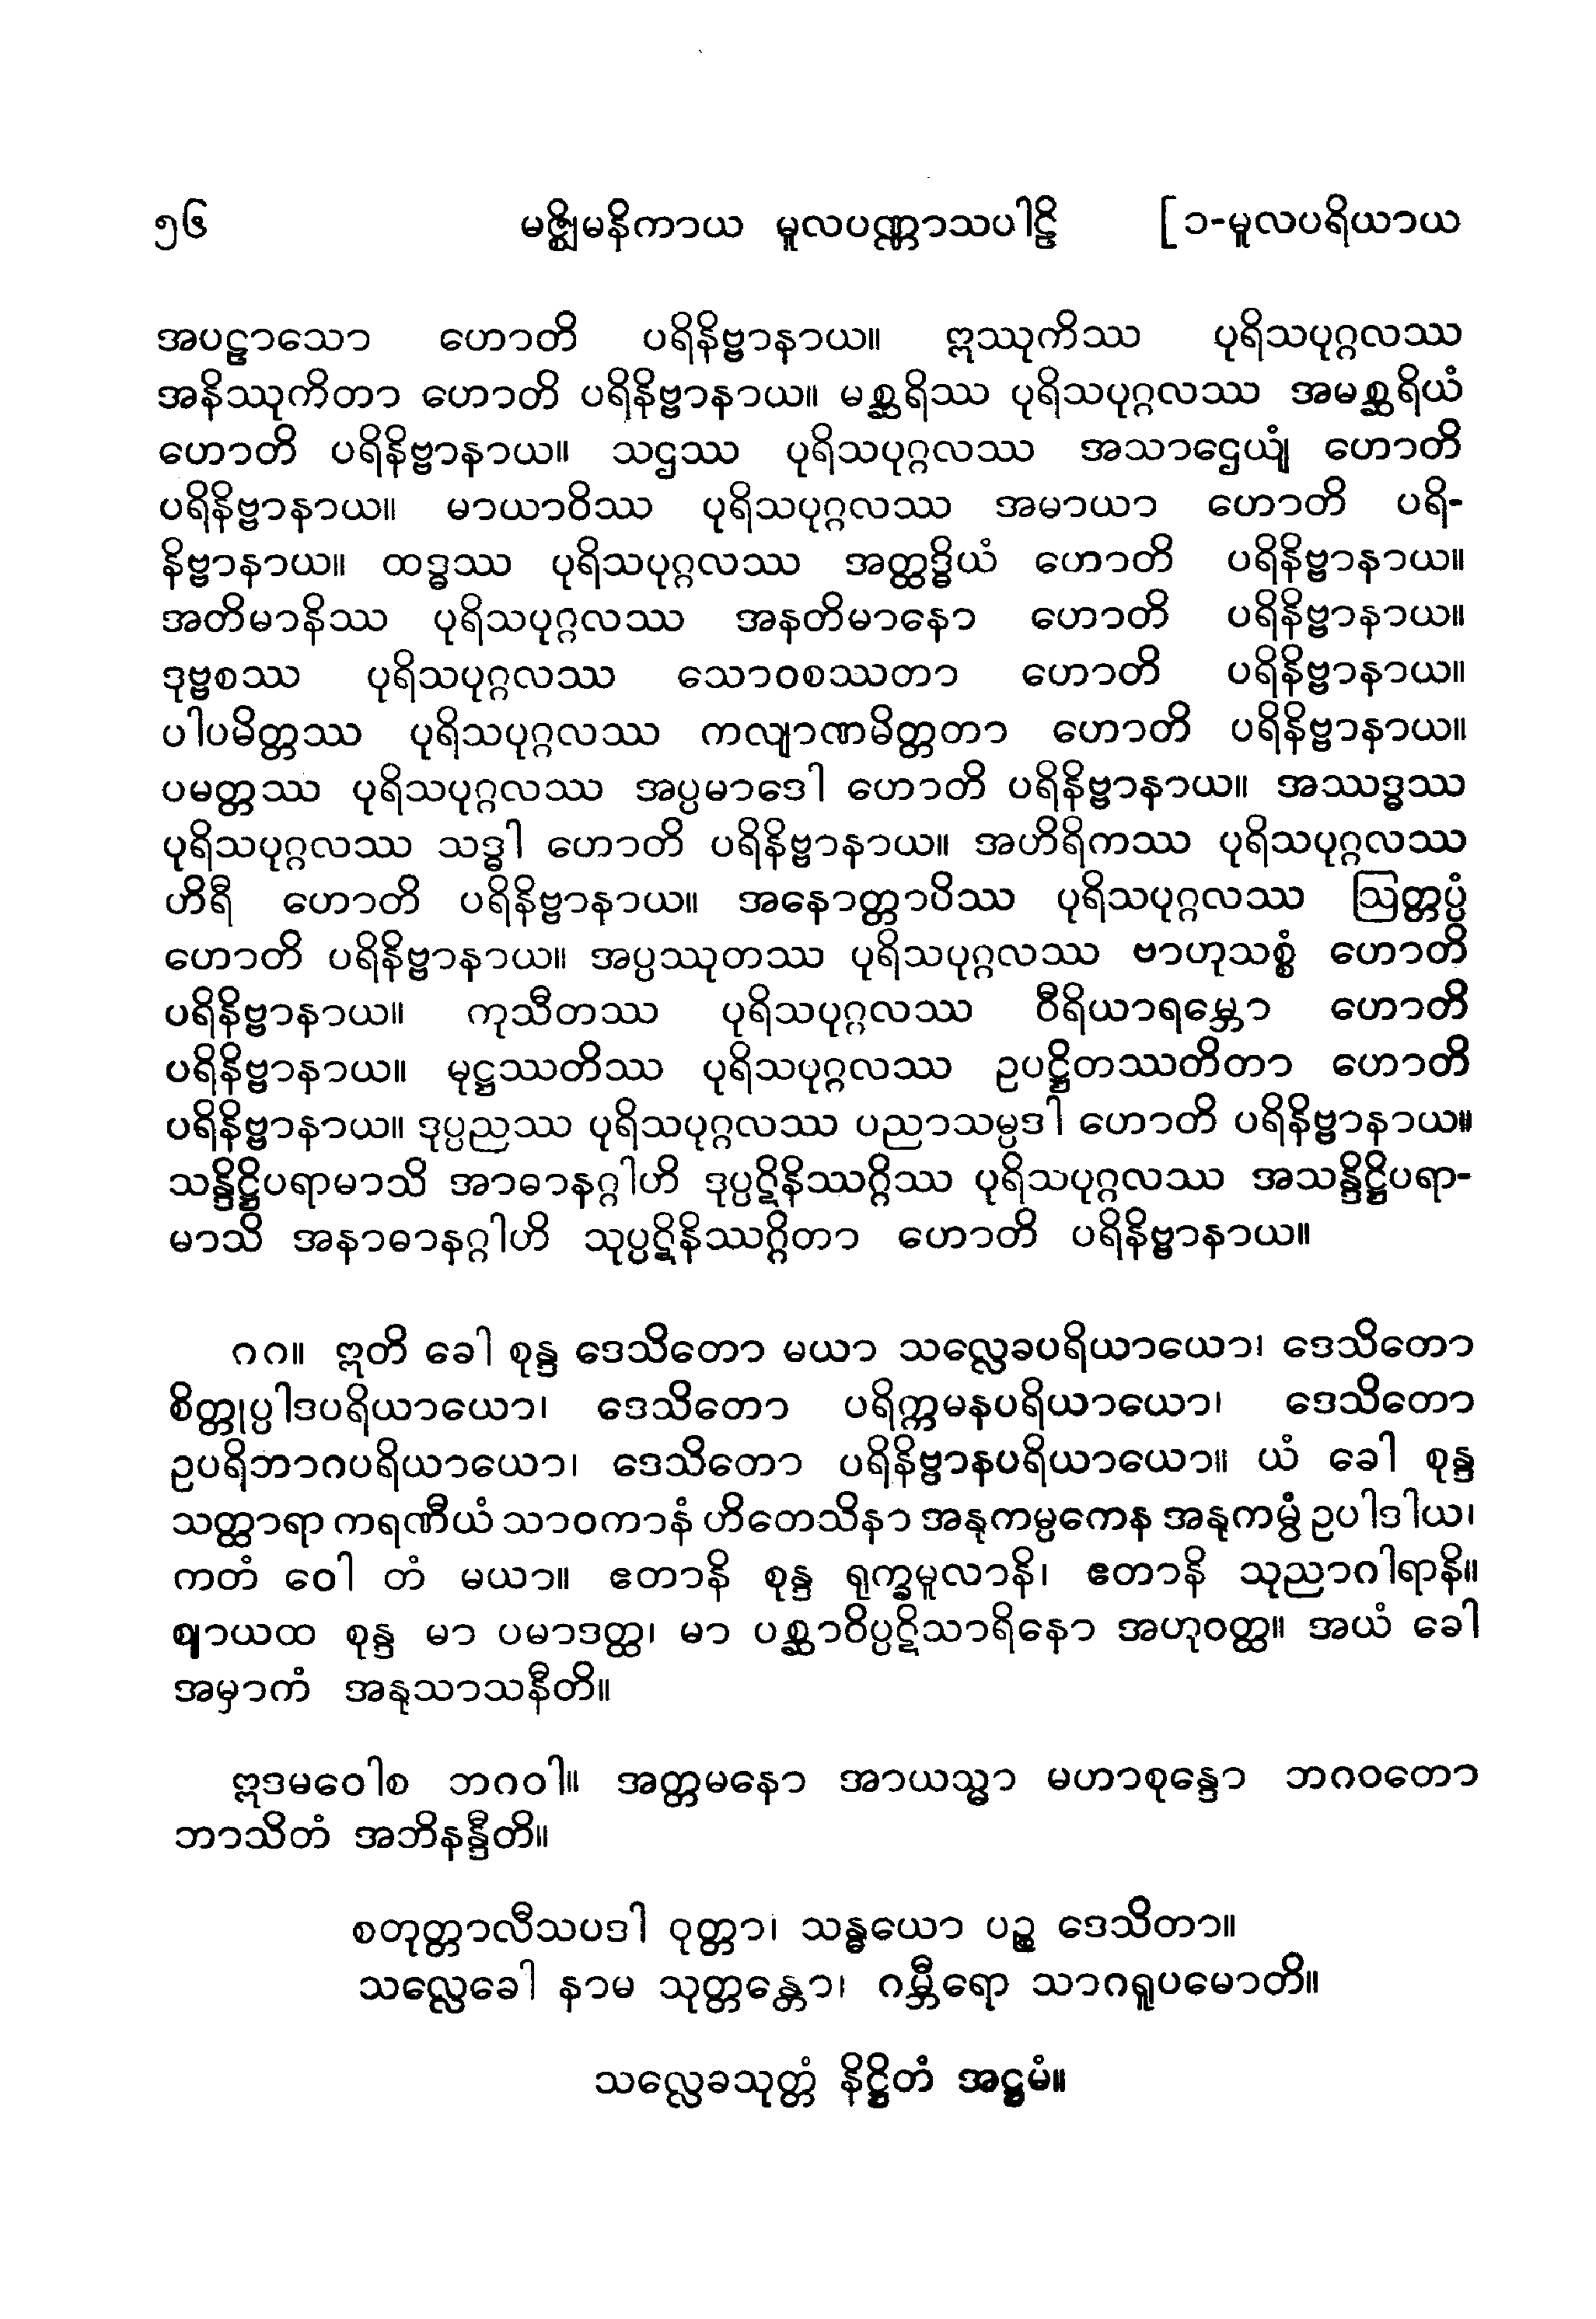 ၅၆ မဇ္ဈိမနိကာယ မူလပဏ္ဏာသပါဠိ [ ၁-မူလပရိယာယ
အပဠာသော ဟောတိ ပရိနိဗ္ဗာနာယ။ ဣဿုကိဿ ပုရိသပုဂ္ဂလဿ
အနိဿုကိတာ ဟောတိ ပရိနိဗ္ဗာနာယ။ မစ္ဆရိဿ ပုရိသပုဂ္ဂလဿ အမစ္ဆရိယံ
ဟောတိ ပရိနိဗ္ဗာနာယ။ သဌဿ ပုရိသပုဂ္ဂလဿ အသာဌေယျံ ဟောတိ
ပရိနိဗ္ဗာနာယ။ မာယာဝိဿ ပုရိသပုဂ္ဂလဿ အမာယာ ဟောတိ ပရိ-
နိဗ္ဗာနာယ။ ထဒ္ဓဿ ပုရိသပုဂ္ဂလဿ အတ္ထဒ္ဓိယံ ဟောတိ ပရိနိဗ္ဗာနာယ။
အတိမာနိဿ ပုရိသပုဂ္ဂလဿ အနတိမာနော ဟောတိ ပရိနိဗ္ဗာနာယ။
ဒုဗ္ဗစဿ ပုရိသပုဂ္ဂလဿ သောဝစဿတာ ဟောတိ ပရိနိဗ္ဗာနာယ။
ပါပမိတ္တဿ ပုရိသပုဂ္ဂလဿ ကလျာဏမိတ္တတာ ဟောတိ ပရိနိဗ္ဗာနာယ။
ပမတ္တဿ ပုရိသပုဂ္ဂလဿ အပ္ပမာဒေါ ဟောတိ ပရိနိဗ္ဗာနာယ။ အဿဒ္ဓဿ
ပုရိသပုဂ္ဂလဿ သဒ္ဓါ ဟောတိ ပရိနိဗ္ဗာနာယ။ အဟိရိကဿ ပုရိသပုဂ္ဂလဿ
ဟိရီ ဟောတိ ပရိနိဗ္ဗာနာယ။ အနောတ္တာပိဿ ပုရိသပုဂ္ဂလဿ ဩတ္တပ္ပံ
ဟောတိ ပရိနိဗ္ဗာနာယ။ အပ္ပဿုတဿ ပုရိသပုဂ္ဂလဿ ဗာဟုသစ္စံ ဟောတိ
ပရိနိဗ္ဗာနာယ။ ကုသီတဿ ပုရိသပုဂ္ဂလဿ ဝီရိယာရမ္ဘော ဟောတိ
ပရိနိဗ္ဗာနာယ။ မုဋ္ဌဿတိဿ ပုရိသပုဂ္ဂလဿ ဥပဋ္ဌိတဿတိတာ ဟောတိ
ပရိနိဗ္ဗာနာယ။ ဒုပ္ပညဿ ပုရိသပုဂ္ဂလဿ ပညာသမ္ပဒါ ဟောတိ ပရိနိဗ္ဗာနာယ။
သန္ဒိဋ္ဌိပရာမာသိ အာဓာနဂ္ဂါဟိ ဒုပ္ပဋိနိဿဂ္ဂိဿ ပုရိသပုဂ္ဂလဿ အသန္ဒိဋ္ဌိပရာ-
မာသိ အနာဓာနဂ္ဂါဟိ သုပ္ပဋိနိဿဂ္ဂိတာ ဟောတိ ပရိနိဗ္ဗာနာယ။
ဂဂ။ ဣတိ ခေါ စုန္ဒ ဒေသိတော မယာ သလ္လေခပရိယာယော၊ ဒေသိတော
စိတ္တုပ္ပါဒပရိယာယော၊ ဒေသိတော ပရိက္ကမနပရိယာယော၊ ဒေသိတော
ဥပရိဘာဂပရိယာယော၊ ဒေသိတော ပရိနိဗ္ဗာနပရိယာယော။ ယံ ခေါ စုန္ဒ
သတ္ထာရာ ကရဏီယံ သာဝကာနံ ဟိတေသိနာ အနုကမ္ပကေန အနုကမ္ပံ ဥပါဒါယ၊
ကတံ ဝေါ တံ မယာ။ ဧတာနိ စုန္ဒ ရုက္ခမူလာနိ၊ ဧတာနိ သုညာဂါရာနိ။
ဈာယထ စုန္ဒ မာ ပမာဒတ္ထ၊ မာ ပစ္ဆာဝိပ္ပဋိသာရိနော အဟုဝတ္ထ။ အယံ ခေါ
အမှာကံ အနုသာသနီတိ။
ဣဒမဝေါစ ဘဂဝါ။ အတ္တမနော အာယသ္မာ မဟာစုန္ဒော ဘဂဝတော
ဘာသိတံ အဘိနန္ဒီတိ။
စတုတ္တာလီသပဒါ ဝုတ္တာ၊ သန္ဓယော ပဉ္စ ဒေသိတာ။
သလ္လေခေါ နာမ သုတ္တန္တော၊ ဂမ္ဘီရော သာဂရူပမောတိ။
သလ္လေခသုတ္တံ နိဋ္ဌိတံ အဋ္ဌမံ။